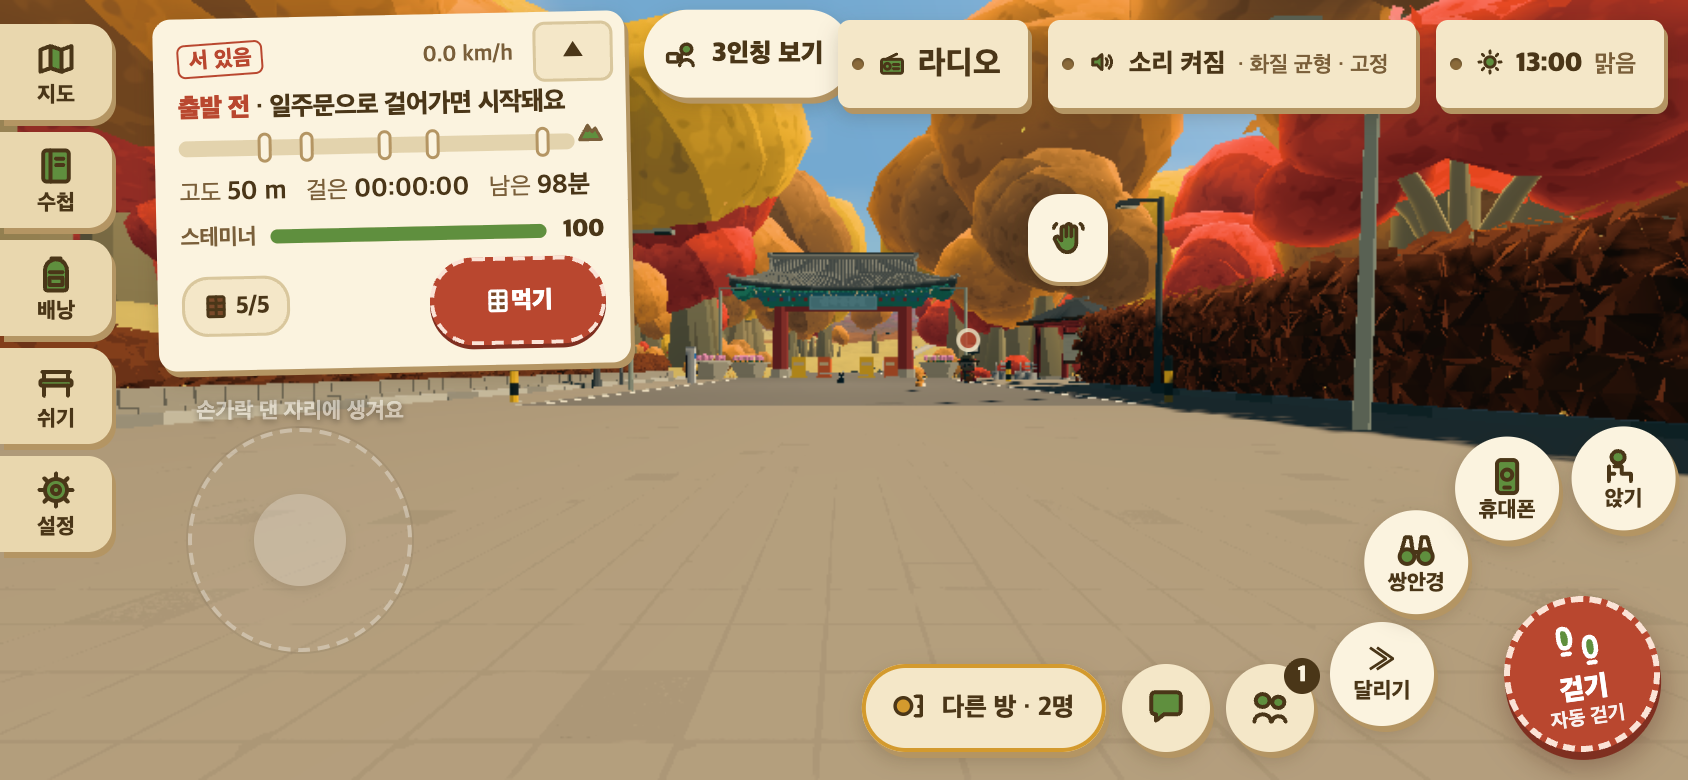 지도
수첩
배낭
쉬기
설정
서 있음
0.0 km/h
▲
출발 전 · 일주문으로 걸어가면 시작돼요
고도 50 m 걸은 00:00:00 남은 98분
스테미너 100
5/5
먹기
3인칭 보기
라디오
소리 켜짐 · 화질 균형 · 고정
13:00 맑음
손가락 댄 자리에 생겨요
휴대폰
앉기
쌍안경
달리기
걷기
자동 걷기
다른 방 · 2명
1